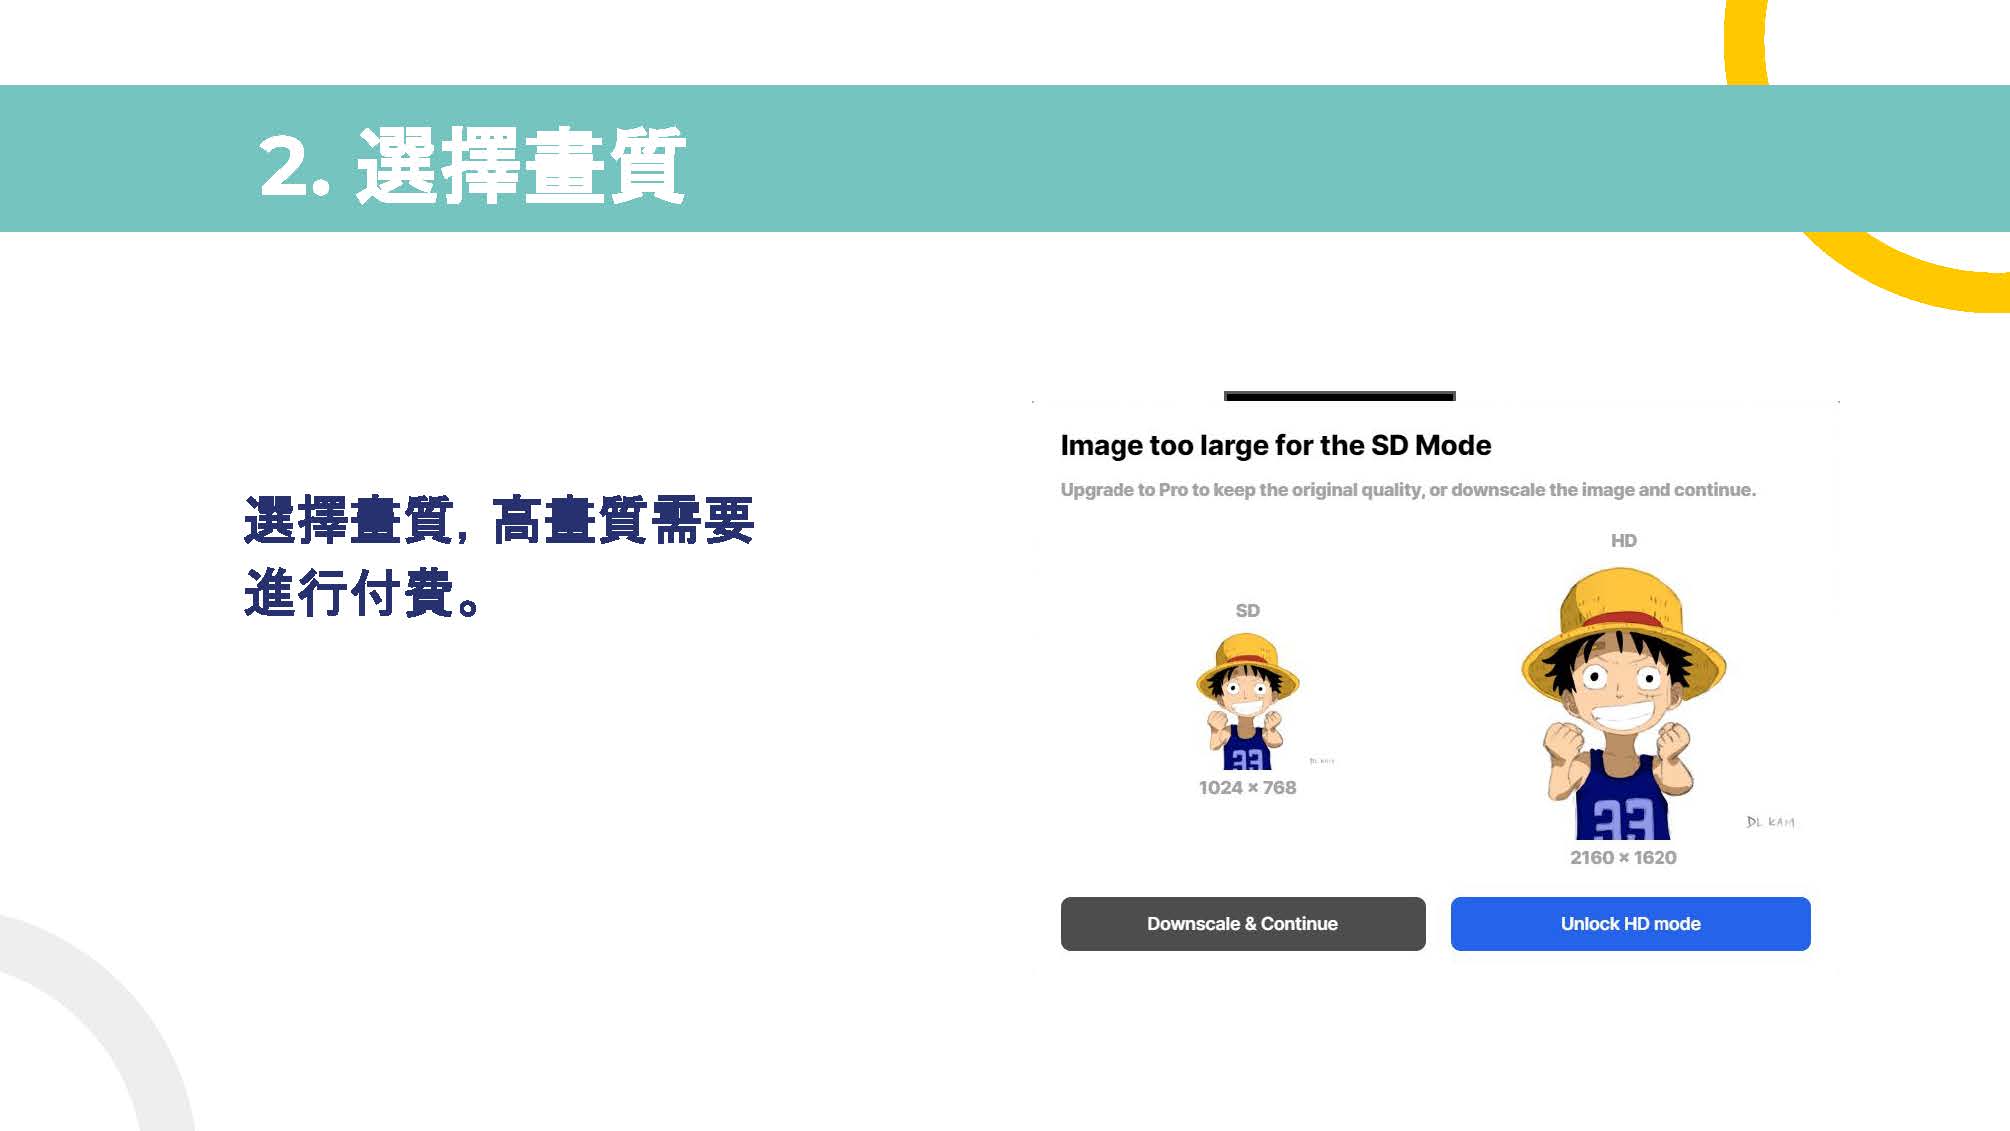 2. 選擇畫質
選擇畫質，高畫質需要
進行付費。
Image too large for the SD Mode
Upgrade to Pro to keep the original quality, or downscale the image and continue.
HD
SD
33
DL KAM
1024 × 768
33
DL KAM
2160 × 1620
Downscale & Continue
Unlock HD mode